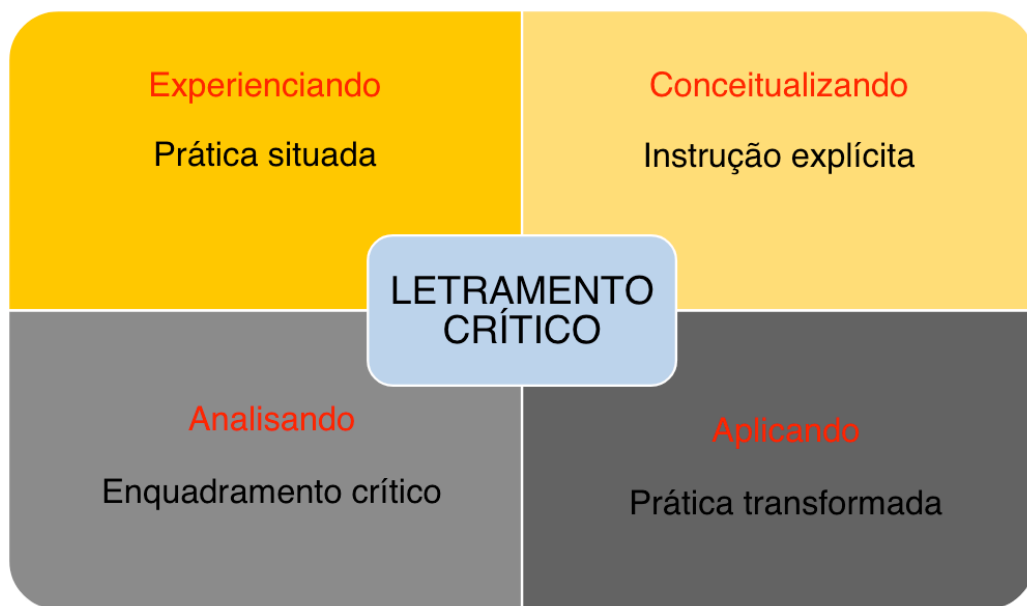 Experienciando
Prática situada
Conceitualizando
Instrução explícita
LETRAMENTO
CRÍTICO
Analisando
Enquadramento crítico
Aplicando
Prática transformada